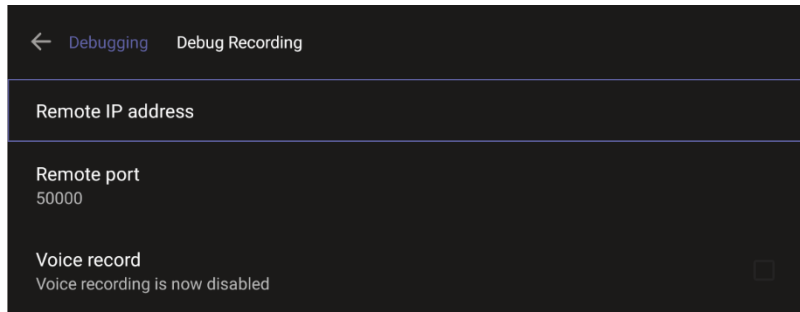 Debugging Debug Recording
Remote IP address
Remote port
50000
Voice record
Voice recording is now disabled